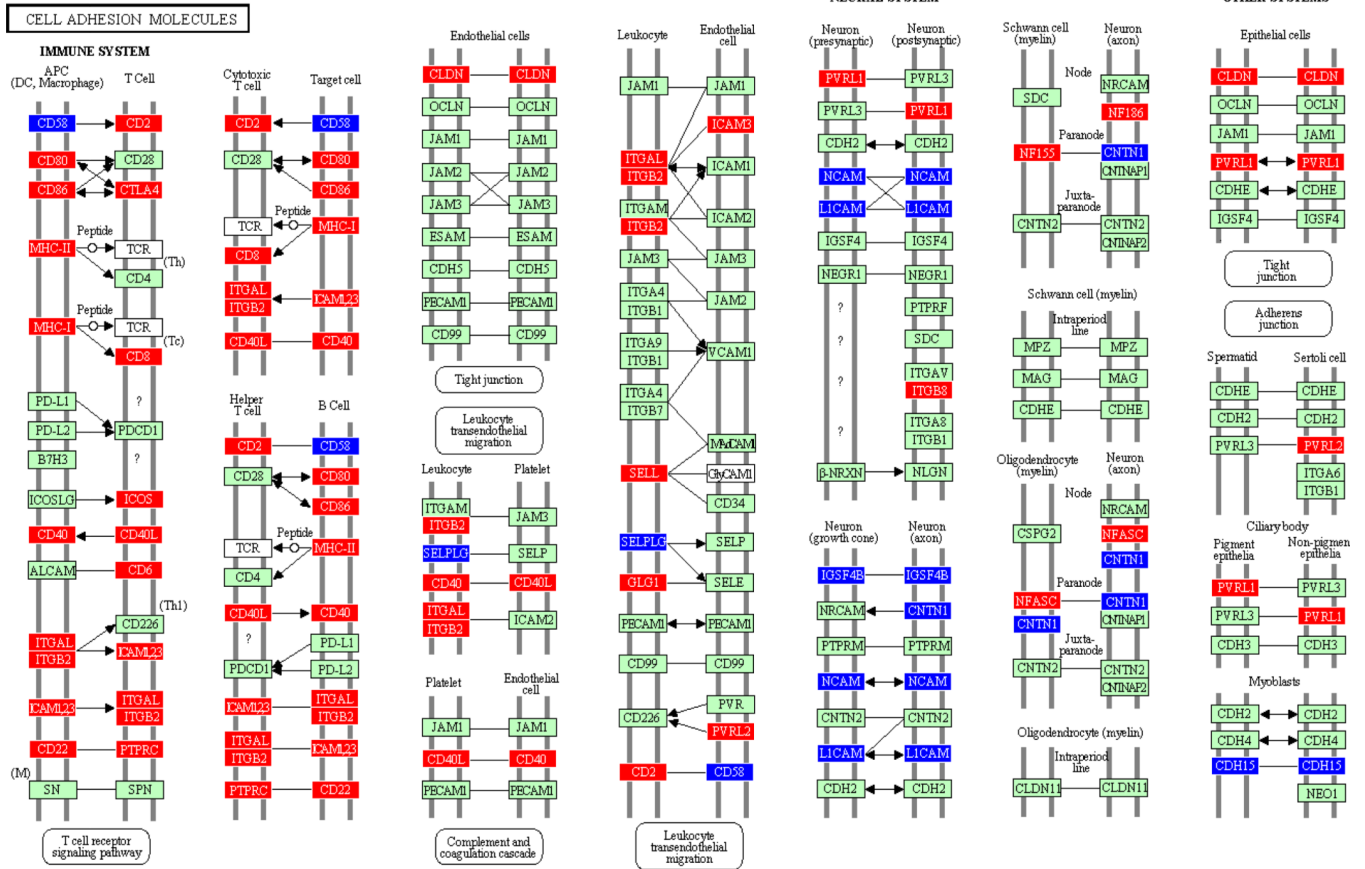 CELL ADHESION MOLECULES
IMMUNE SYSTEM
APC
(DC, Macrophage)
T Cell
CD58
CD2
CD80
CD28
CD86
CTLA4
Peptide
MHC-II
TCR
(Th)
CD4
Peptide
MHC-I
TCR
(Tc)
CD8
PD-L1
?
PD-L2
PDCD1
B7H3
?
ICOSLG
ICOS
CD40
CD40L
ALCAM
CD6
(Th1)
CD226
ITGAL
ITGB2
ICAM1,2,3
ICAM1,2,3
ITGAL
ITGB2
CD22
PTPRC
(M)
SN
SPN
T cell receptor
signaling pathway
Cytotoxic
T cell
Target cell
CD2
CD58
CD28
CD80
CD86
Peptide
TCR
MHC-I
CD8
ITGAL
ITGB2
ICAM1,2,3
CD40L
CD40
Helper
T cell
B Cell
CD2
CD58
CD28
CD80
CD86
Peptide
TCR
MHC-II
CD4
CD40L
CD40
?
PD-L1
PDCD1
PD-L2
ICAM1,2,3
ITGAL
ITGB2
ITGAL
ITGB2
ICAM1,2,3
PTPRC
CD22
Endothelial cells
CLDN
CLDN
OCLN
OCLN
JAM1
JAM1
JAM2
JAM2
JAM3
JAM3
ESAM
ESAM
CDH5
CDH5
PECAM1
PECAM1
CD99
CD99
Tight junction
Leukocyte
transendothelial
migration
Leukocyte
Platelet
ITGAM
ITGB2
JAM3
SELPLG
SELP
CD40
CD40L
ITGAL
ITGB2
ICAM2
Platelet
Endothelial
cell
JAM1
JAM1
CD40L
CD40
PECAM1
PECAM1
Complement and
coagulation cascade
Leukocyte
Endothelial
cell
JAM1
JAM1
ICAM3
ITGAL
ITGB2
ICAM1
ITGAM
ITGB2
ICAM2
JAM3
JAM3
ITGA4
ITGB1
JAM2
ITGA9
ITGB1
VCAM1
ITGA4
ITGB7
MAdCAM1
SELL
GlyCAM1
CD34
SELPLG
SELP
GLG1
SELE
PECAM1
PECAM1
CD99
CD99
CD226
PVR
PVRL2
CD2
CD58
Leukocyte
transendothelial
migration
NEURAL SYSTEM
Neuron
(presynaptic)
Neuron
(postsynaptic)
PVRL1
PVRL3
PVRL3
PVRL1
CDH2
CDH2
NCAM
NCAM
L1CAM
L1CAM
IGSF4
IGSF4
NEGR1
NEGR1
?
PTPRF
?
SDC
?
ITGAV
ITGB8
?
ITGA8
ITGB1
β-NRXN
NLGN
Neuron
(growth cone)
Neuron
(axon)
IGSF4B
IGSF4B
NRCAM
CNTN1
PTPRM
PTPRM
NCAM
NCAM
CNTN2
CNTN2
L1CAM
L1CAM
CDH2
CDH2
Schwann cell
(myelin)
Neuron
(axon)
Node
SDC
NRCAM
NF186
Paranode
NF155
CNTN1
CNTNAP1
Juxta-
paranode
CNTN2
CNTN2
CNTNAP2
Schwann cell (myelin)
Intraperiod
line
MPZ
MPZ
MAG
MAG
CDHE
CDHE
Oligodendrocyte
(myelin)
Neuron
(axon)
Node
NRCAM
CSPG2
NFASC
CNTN1
Paranode
NFASC
CNTN1
CNTN1
CNTNAP1
Juxta-
paranode
CNTN2
CNTN2
CNTNAP2
Oligodendrocyte (myelin)
Intraperiod
line
CLDN11
CLDN11
OTHER SYSTEMS
Epithelial cells
CLDN
CLDN
OCLN
OCLN
JAM1
JAM1
PVRL1
PVRL1
CDHE
CDHE
IGSF4
IGSF4
Tight
junction
Adherens
junction
Spermatid
Sertoli cell
CDHE
CDHE
CDH2
CDH2
PVRL3
PVRL2
ITGA6
ITGB1
Ciliary body
Pigment
epithelia
Non-pigment
epithelia
PVRL1
PVRL3
PVRL3
PVRL1
CDH3
CDH3
Myoblasts
CDH2
CDH2
CDH4
CDH4
CDH15
CDH15
NEO1